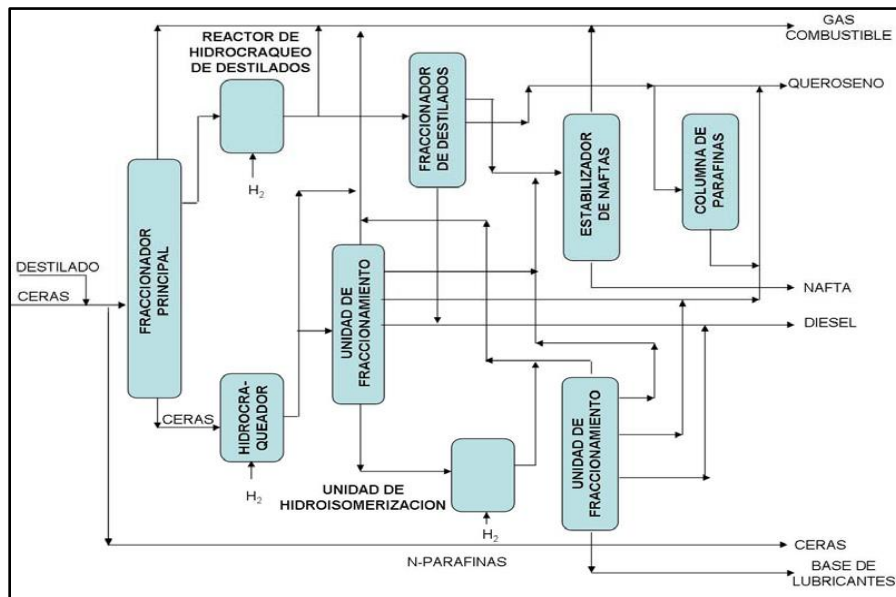 GAS
COMBUSTIBLE
REACTOR DE
HIDROCRAQUEO
DE DESTILADOS
QUEROSENO
FRACCIONADOR
DE DESTILADOS
ESTABILIZADOR
DE NAFTAS
COLUMNA DE
PARAFINAS
H2
FRACCIONADOR
PRINCIPAL
DESTILADO
CERAS
UNIDAD DE
FRACCIONAMIENTO
NAFTA
DIESEL
CERAS
HIDROCRA-
QUEADOR
H2
UNIDAD DE
FRACCIONAMIENTO
UNIDAD DE
HIDROISOMERIZACION
H2
N-PARAFINAS
CERAS
BASE DE
LUBRICANTES